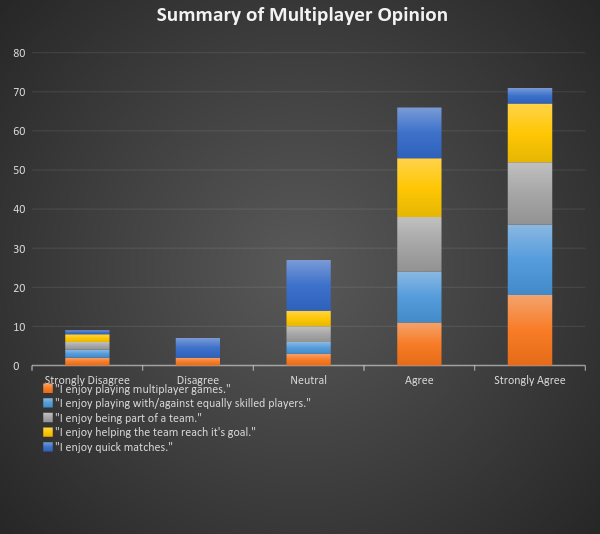 Summary of Multiplayer Opinion
80
70
60
50
40
30
20
10
0
Strongly Disagree Disagree Neutral Agree Strongly Agree
"I enjoy playing multiplayer games."
"I enjoy playing with/against equally skilled players."
"I enjoy being part of a team."
"I enjoy helping the team reach it's goal."
"I enjoy quick matches."